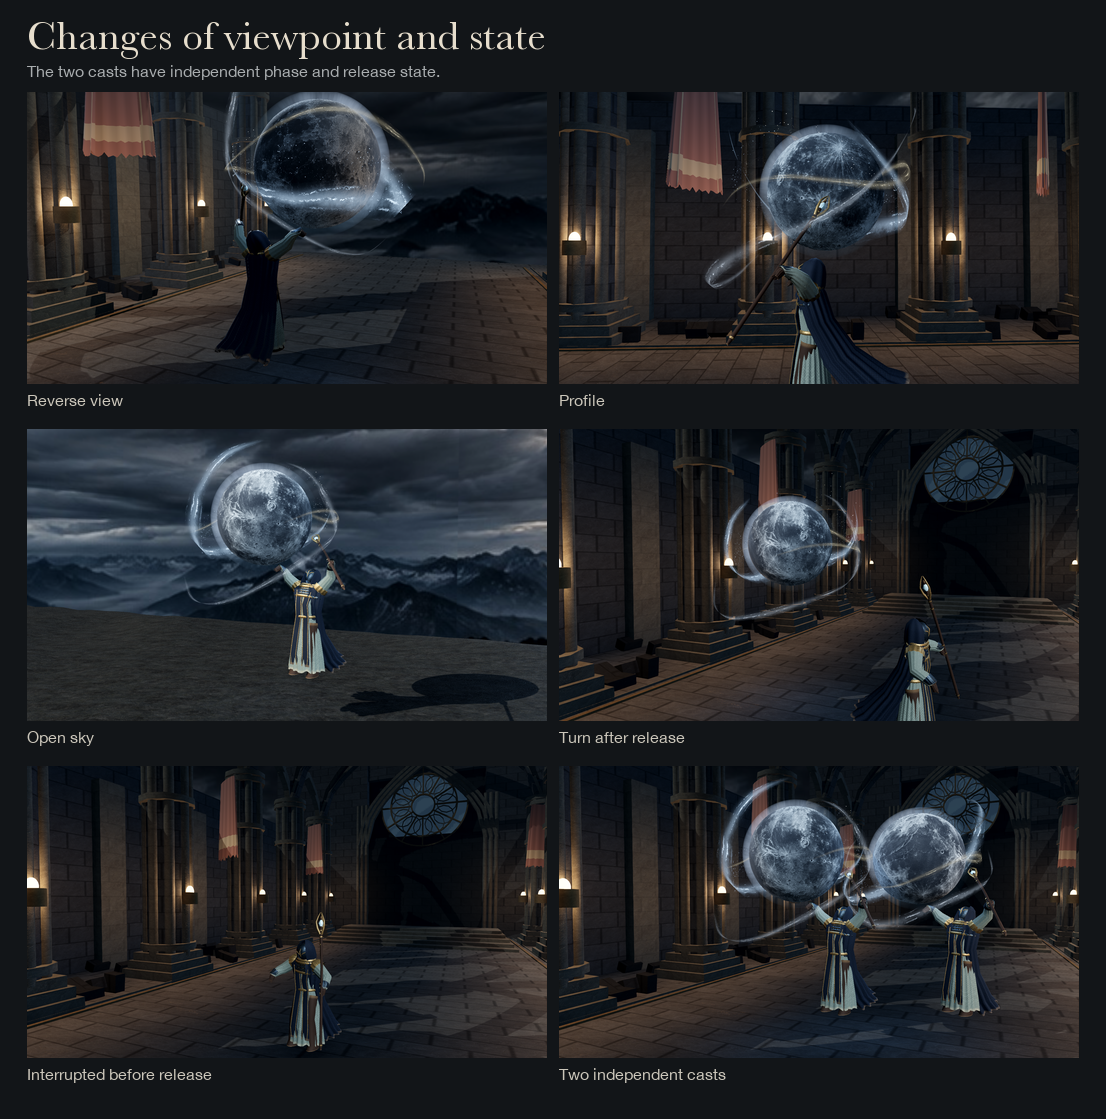 Changes of viewpoint and state
The two casts have independent phase and release state.
Reverse view
Profile
Open sky
Turn after release
Interrupted before release
Two independent casts